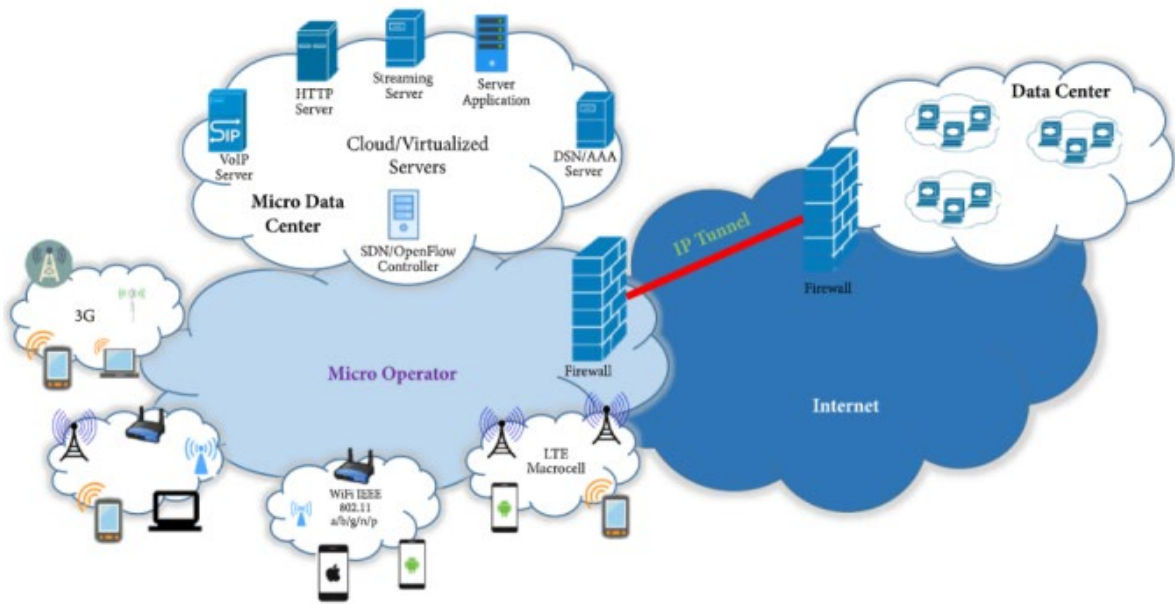 HTTP
Server
Streaming
Server
Server
Application
SIP
VoIP
Server
Cloud/Virtualized
Servers
DSN/AAA
Server
Micro Data
Center
SDN/OpenFlow
Controller
Data Center
IP Tunnel
Firewall
Firewall
3G
Micro Operator
Internet
LTE
Macrocell
WiFi IEEE
802.11
a/b/g/n/p